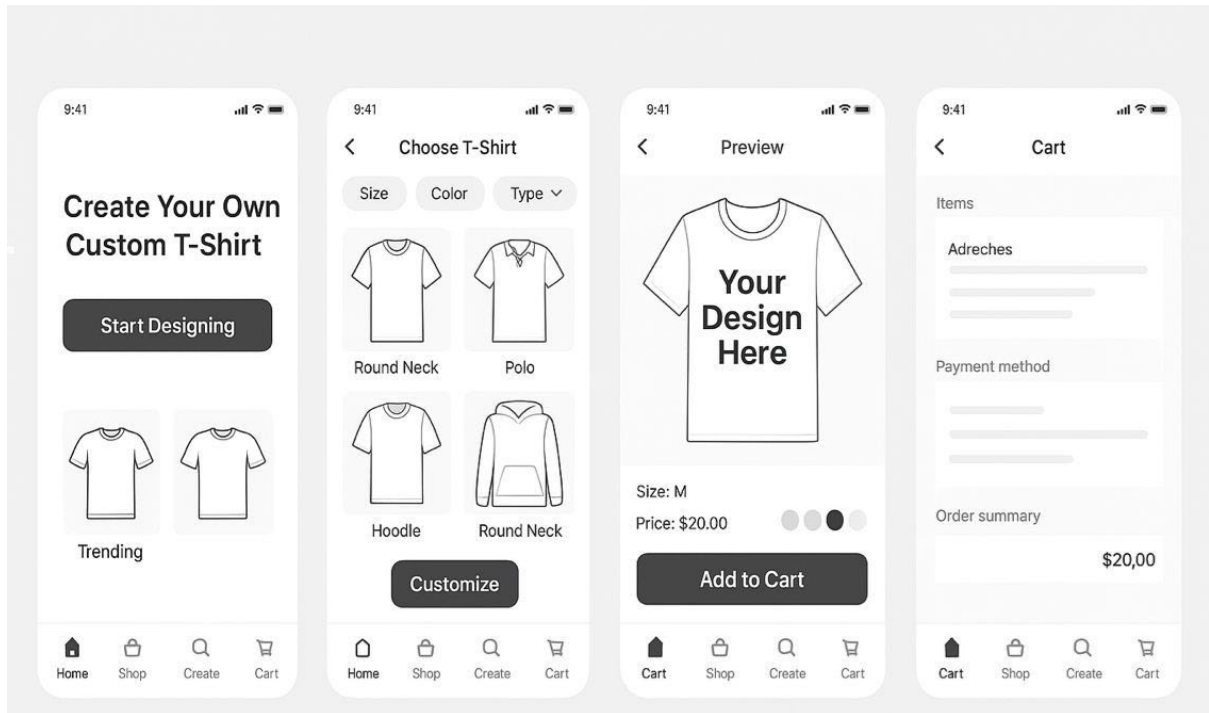 9:41
Create Your Own
Custom T-Shirt
Start Designing
Trending
Home Shop Create Cart
9:41
Choose T-Shirt
Size Color Type
Round Neck Polo
Hoodle Round Neck
Customize
Home Shop Create Cart
9:41
Preview
Your
Design
Here
Size: M
Price: $20.00
Add to Cart
Cart Shop Create Cart
9:41
Cart
Items
Adreches
Payment method
Order summary
$20,00
Cart Shop Create Cart